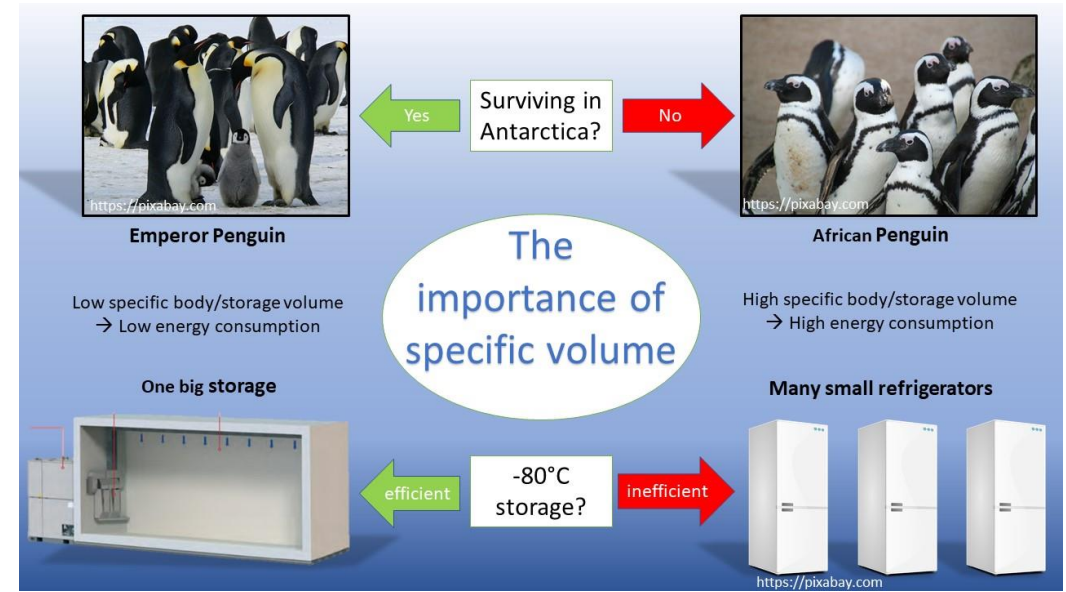 https://pixabay.com
Emperor Penguin
Yes
Surviving in
Antarctica?
No
https://pixabay.com
African Penguin
The
importance of
specific volume
Low specific body/storage volume
→ Low energy consumption
High specific body/storage volume
→ High energy consumption
One big storage
efficient
-80°C
storage?
inefficient
Many small refrigerators
https://pixabay.com